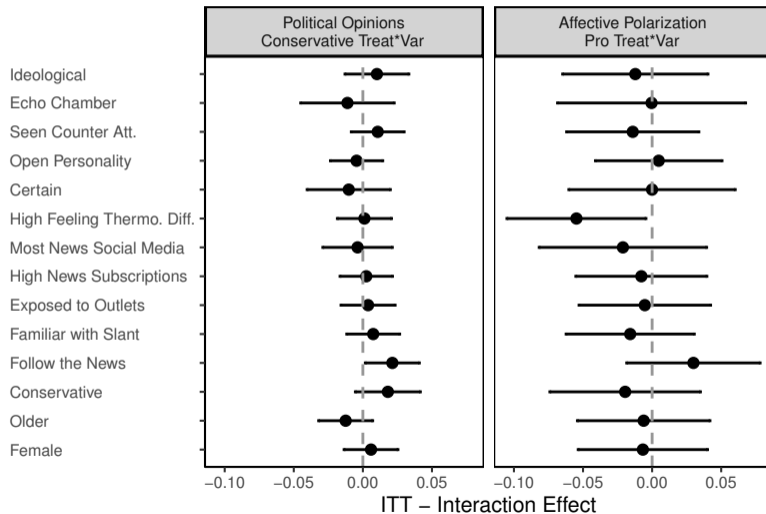 Political Opinions
Conservative Treat*Var
Affective Polarization
Pro Treat*Var
Ideological
Echo Chamber
Seen Counter Att.
Open Personality
Certain
High Feeling Thermo. Diff.
Most News Social Media
High News Subscriptions
Exposed to Outlets
Familiar with Slant
Follow the News
Conservative
Older
Female
−0.10 −0.05 0.00 0.05 −0.10 −0.05 0.00 0.05
ITT − Interaction Effect